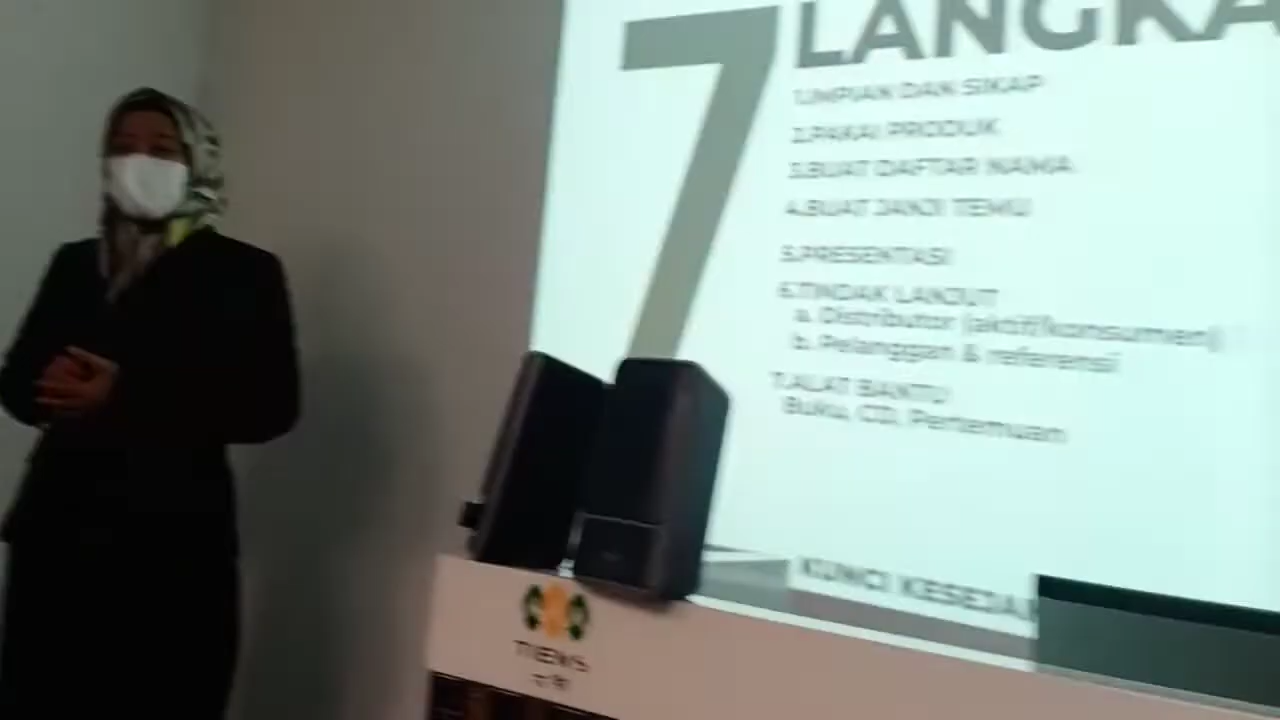 7 LANGKA
1.IMPIAN DAN SIKAP
2.PAKAI PRODUK
3.BUAT DAFTAR NAMA
4.BUAT JANJI TEMU
5.PRESENTASI
6.TINDAK LANJUT
a. Distributor (aktif/konsumen)
b. Pelanggan & referensi
7.ALAT BANTU
Buku, CD, Pertemuan
KUNCI KESEJA
TIENS